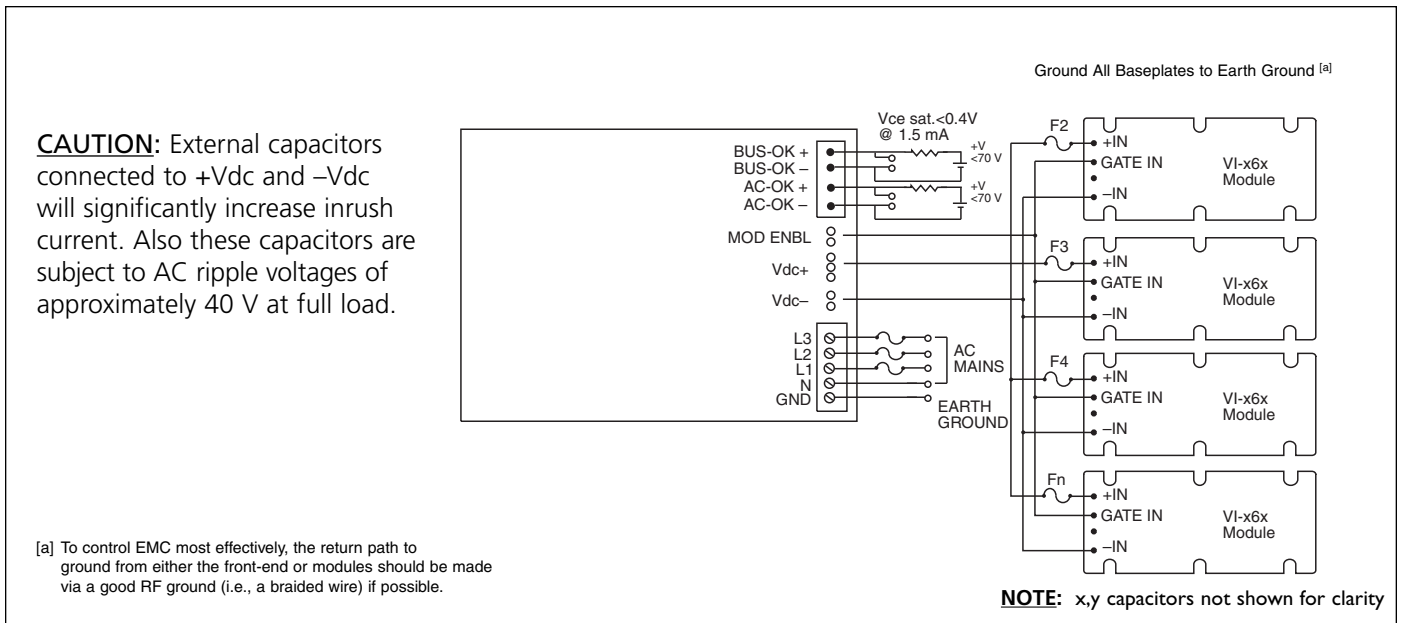 Ground All Baseplates to Earth Ground [a]
CAUTION: External capacitors
connected to +Vdc and –Vdc
will significantly increase inrush
current. Also these capacitors are
subject to AC ripple voltages of
approximately 40 V at full load.
Vce sat.<0.4V
@ 1.5 mA
BUS-OK +
BUS-OK –
AC-OK +
AC-OK –
+V
<70 V
+V
<70 V
MOD ENBL
Vdc+
Vdc–
L3
L2
L1
N
GND
AC
MAINS
EARTH
GROUND
F2
+IN
GATE IN
–IN
VI-x6x
Module
F3
+IN
GATE IN
–IN
VI-x6x
Module
F4
+IN
GATE IN
–IN
VI-x6x
Module
Fn
+IN
GATE IN
–IN
VI-x6x
Module
[a] To control EMC most effectively, the return path to
ground from either the front-end or modules should be made
via a good RF ground (i.e., a braided wire) if possible.
NOTE: x,y capacitors not shown for clarity